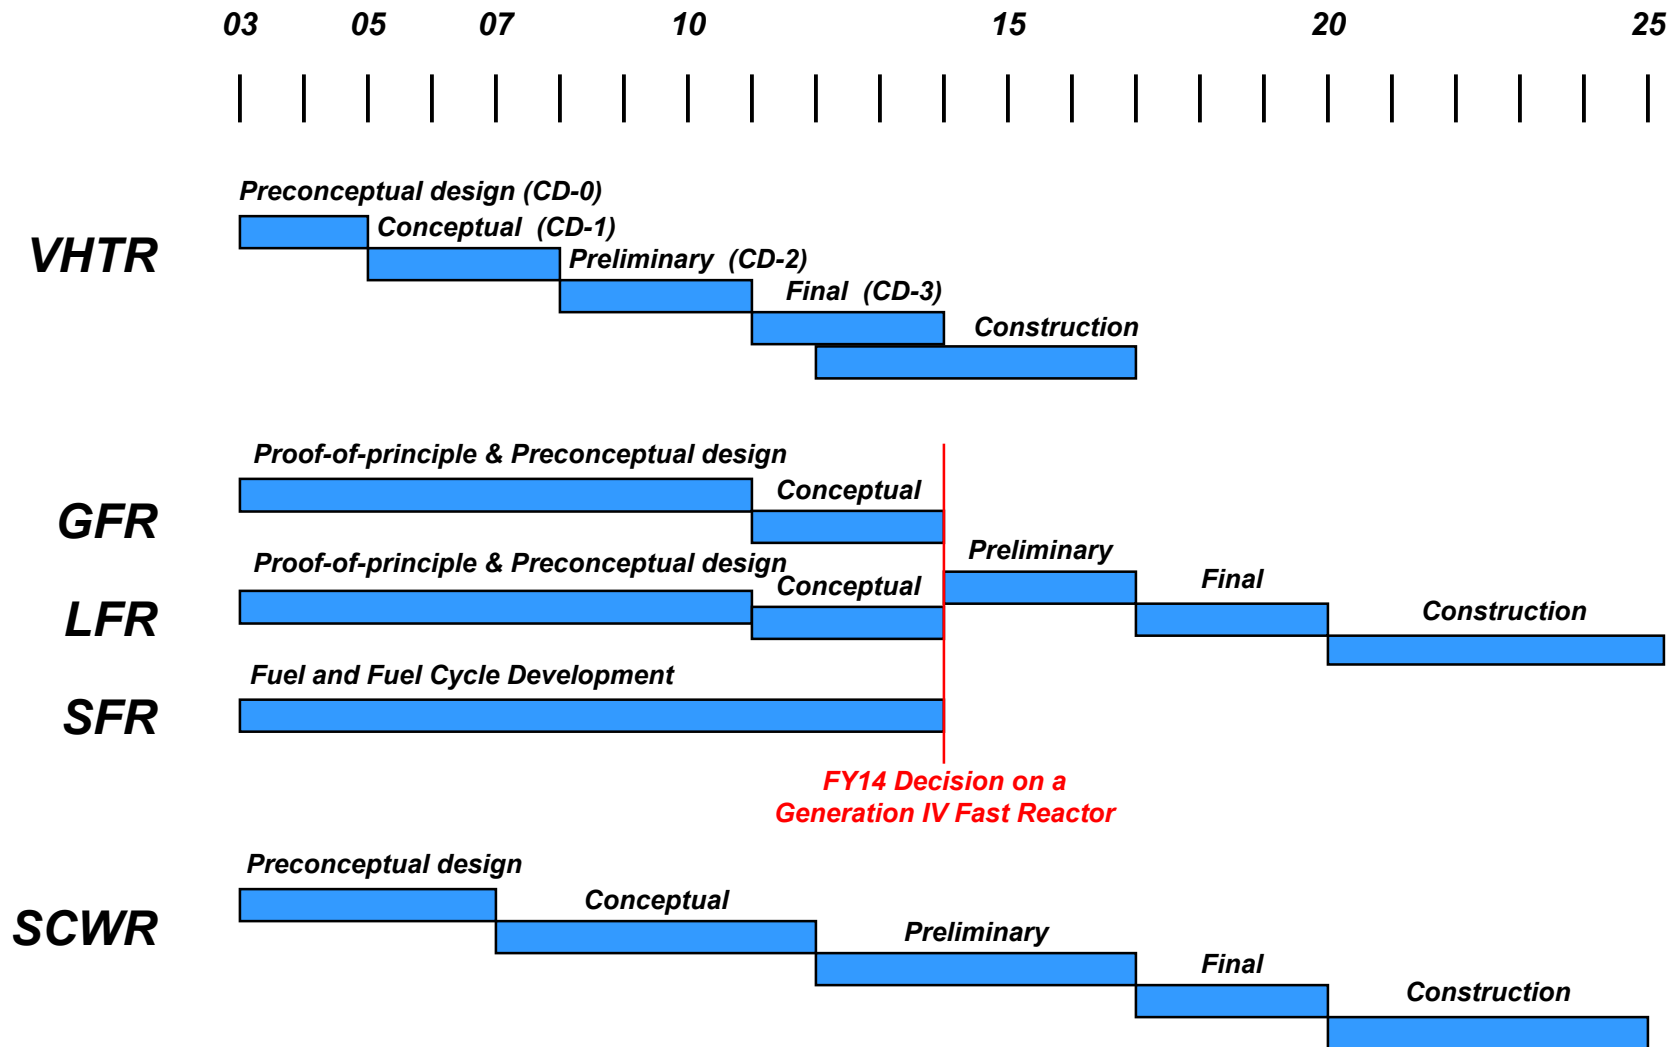 03 05 07 10 15 20 25
Preconceptual design (CD-0)
Conceptual (CD-1)
VHTR
Preliminary (CD-2)
Final (CD-3)
Construction
Proof-of-principle & Preconceptual design
Conceptual
GFR
Preliminary
Proof-of-principle & Preconceptual design
Conceptual
Final
LFR
Construction
Fuel and Fuel Cycle Development
SFR
FY14 Decision on a
Generation IV Fast Reactor
Preconceptual design
Conceptual
SCWR
Preliminary
Final
Construction